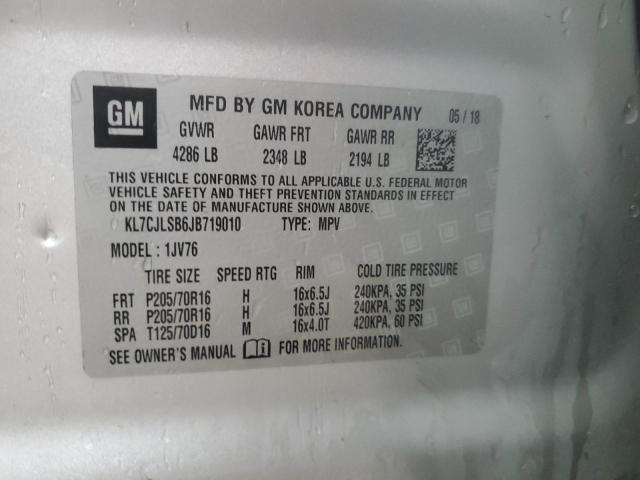 GM
MFD BY GM KOREA COMPANY 05 / 18
GVWR GAWR FRT GAWR RR
4286 LB 2348 LB 2194 LB
THIS VEHICLE CONFORMS TO ALL APPLICABLE U.S. FEDERAL MOTOR
VEHICLE SAFETY AND THEFT PREVENTION STANDARDS IN EFFECT
ON THE DATE OF MANUFACTURE SHOWN ABOVE.
KL7CJLSB6JB719010 TYPE: MPV
MODEL : 1JV76
TIRE SIZE SPEED RTG RIM COLD TIRE PRESSURE
FRT P205/70R16 H 16x6.5J 240KPA, 35 PSI
RR P205/70R16 H 16x6.5J 240KPA, 35 PSI
SPA T125/70D16 M 16x4.0T 420KPA, 60 PSI
SEE OWNER'S MANUAL FOR MORE INFORMATION.